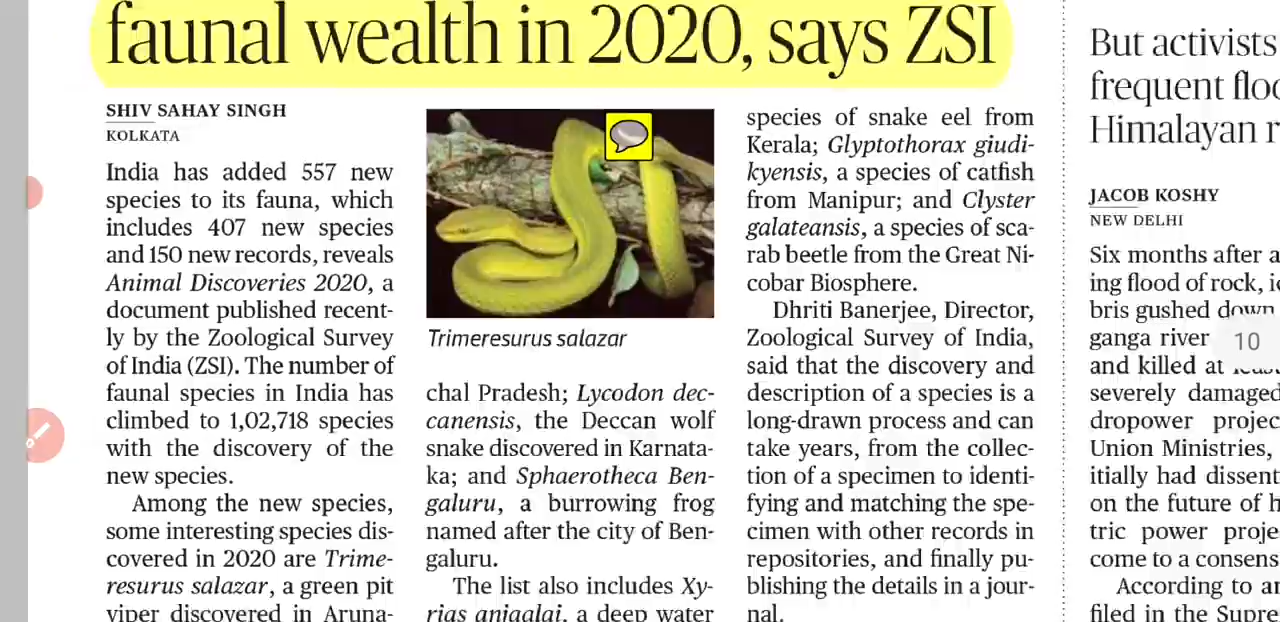 faunal wealth in 2020, says ZSI
SHIV SAHAY SINGH
KOLKATA
India has added 557 new
species to its fauna, which
includes 407 new species
and 150 new records, reveals
Animal Discoveries 2020, a
document published recent-
ly by the Zoological Survey
of India (ZSI). The number of
faunal species in India has
climbed to 1,02,718 species
with the discovery of the
new species.
Among the new species,
some interesting species dis-
covered in 2020 are Trime-
resurus salazar, a green pit
viper discovered in Aruna-
Trimeresurus salazar
chal Pradesh; Lycodon dec-
canensis, the Deccan wolf
snake discovered in Karnata-
ka; and Sphaerotheca Ben-
galuru, a burrowing frog
named after the city of Ben-
galuru.
The list also includes Xy-
rias anjaalai, a deep water
species of snake eel from
Kerala; Glyptothorax giudi-
kyensis, a species of catfish
from Manipur; and Clyster
galateansis, a species of sca-
rab beetle from the Great Ni-
cobar Biosphere.
Dhriti Banerjee, Director,
Zoological Survey of India,
said that the discovery and
description of a species is a
long-drawn process and can
take years, from the collec-
tion of a specimen to identi-
fying and matching the spe-
cimen with other records in
repositories, and finally pu-
blishing the details in a jour-
nal.
But activists
frequent floo
Himalayan r
JACOB KOSHY
NEW DELHI
Six months after a
ing flood of rock, ic
bris gushed down
ganga river
and killed at
severely damaged
dropower projec
Union Ministries,
itially had dissent
on the future of h
tric power proje
come to a consens
According to an
filed in the Supre
10